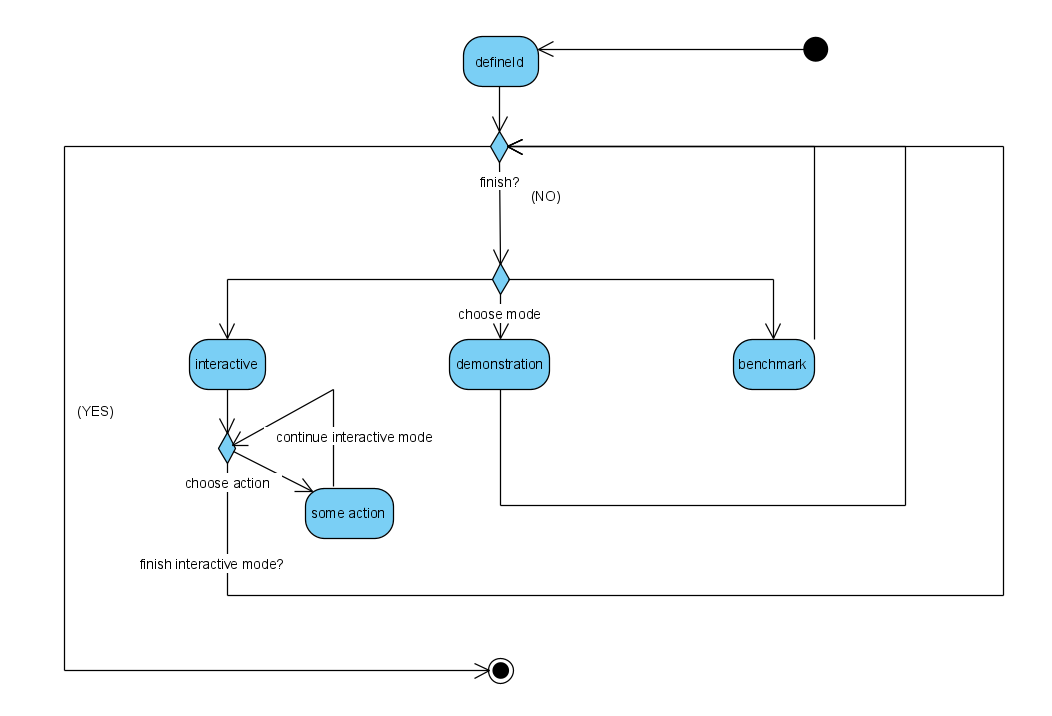 defineId
finish?
(NO)
choose mode
interactive
demonstration
benchmark
(YES)
continue interactive mode
choose action
some action
finish interactive mode?